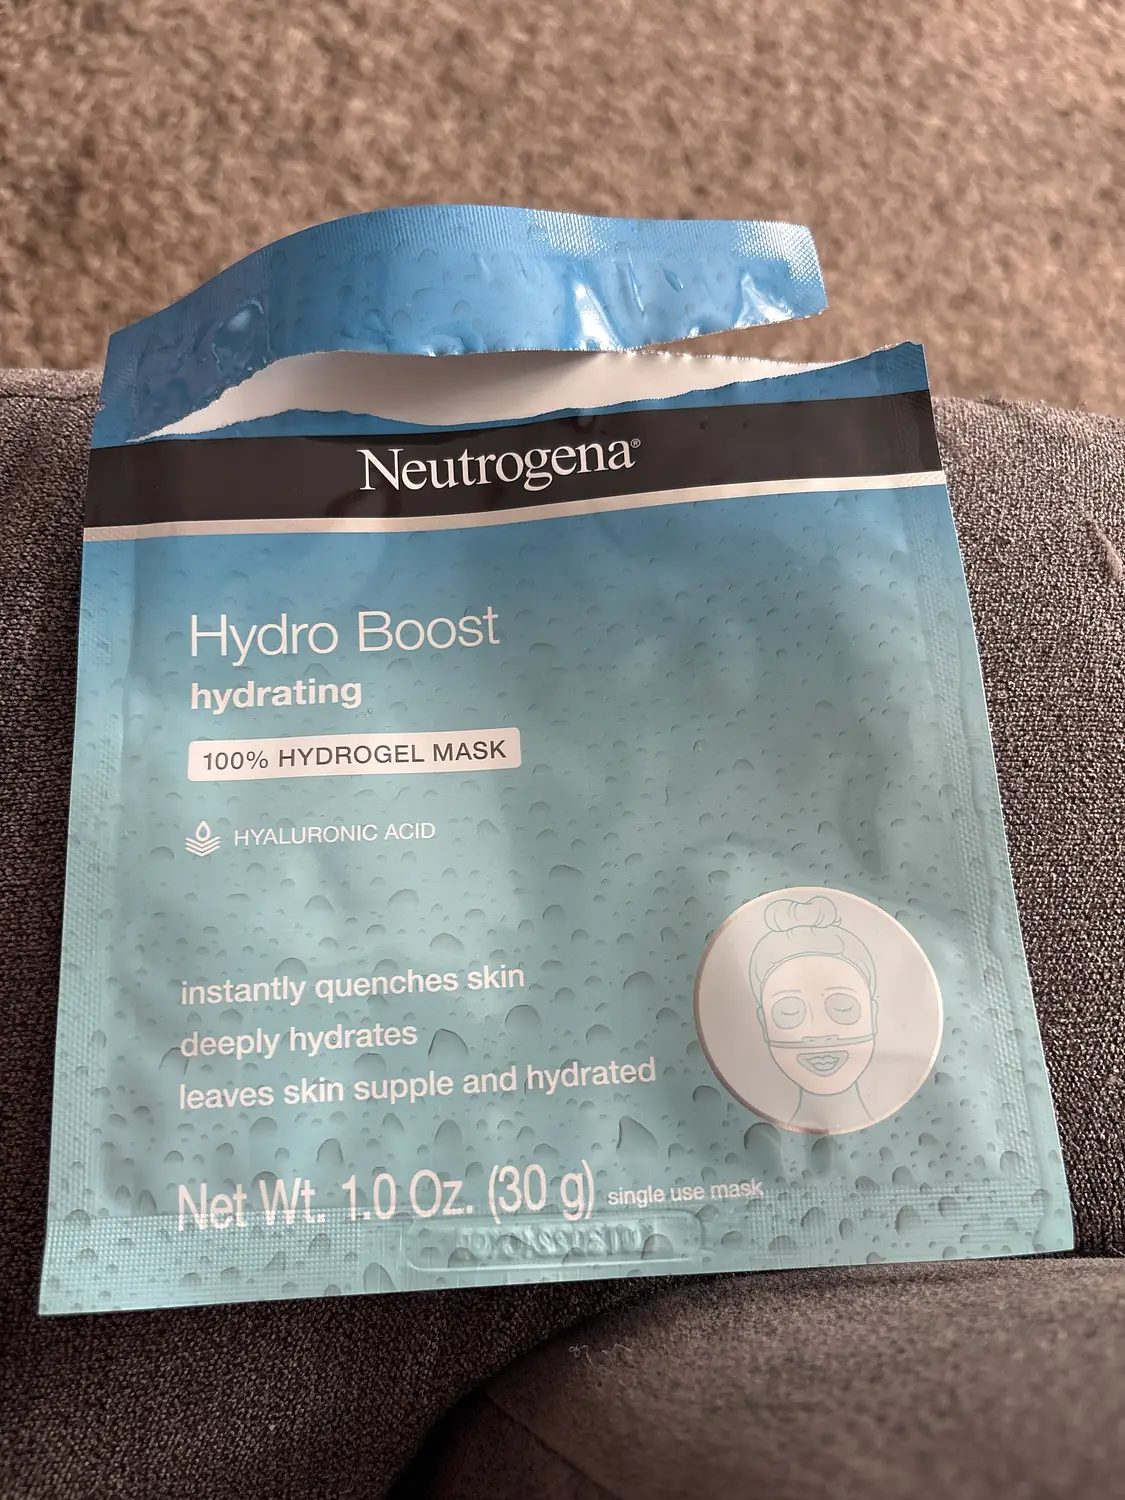 Neutrogena®
Hydro Boost
hydrating
100% HYDROGEL MASK
HYALURONIC ACID
instantly quenches skin
deeply hydrates
leaves skin supple and hydrated
Net Wt. 1.0 Oz. (30 g) single use mask